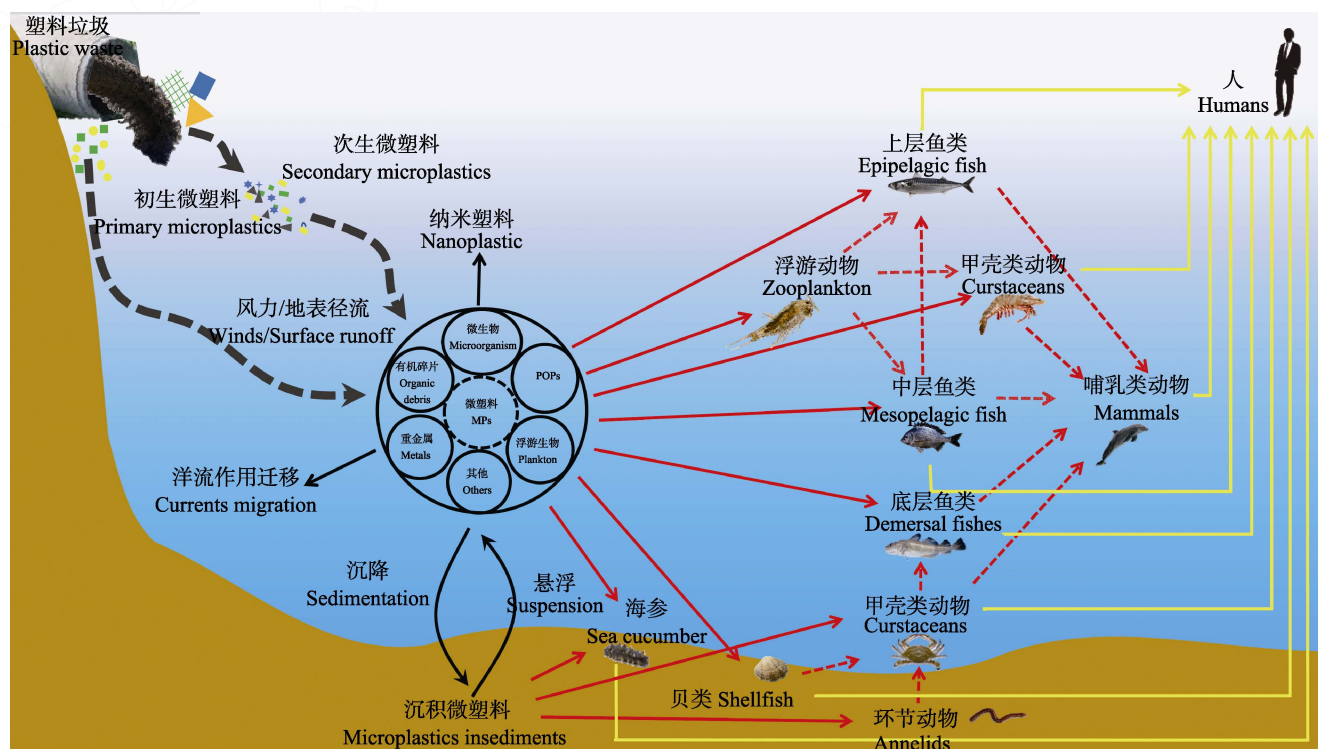 塑料垃圾
Plastic waste
次生微塑料
Secondary microplastics
初生微塑料
Primary microplastics
纳米塑料
Nanoplastic
风力/地表径流
Winds/Surface runoff
微生物
Microorganism
有机碎片
Organic
debris
POPs
微塑料
MPs
重金属
Metals
浮游生物
Plankton
其他
Others
洋流作用迁移
Currents migration
沉降
Sedimentation
悬浮
Suspension
沉积微塑料
Microplastics insediments
海参
Sea cucumber
贝类 Shellfish
环节动物
Annelids
甲壳类动物
Curstaceans
底层鱼类
Demersal fishes
中层鱼类
Mesopelagic fish
浮游动物
Zooplankton
甲壳类动物
Curstaceans
上层鱼类
Epipelagic fish
哺乳类动物
Mammals
人
Humans